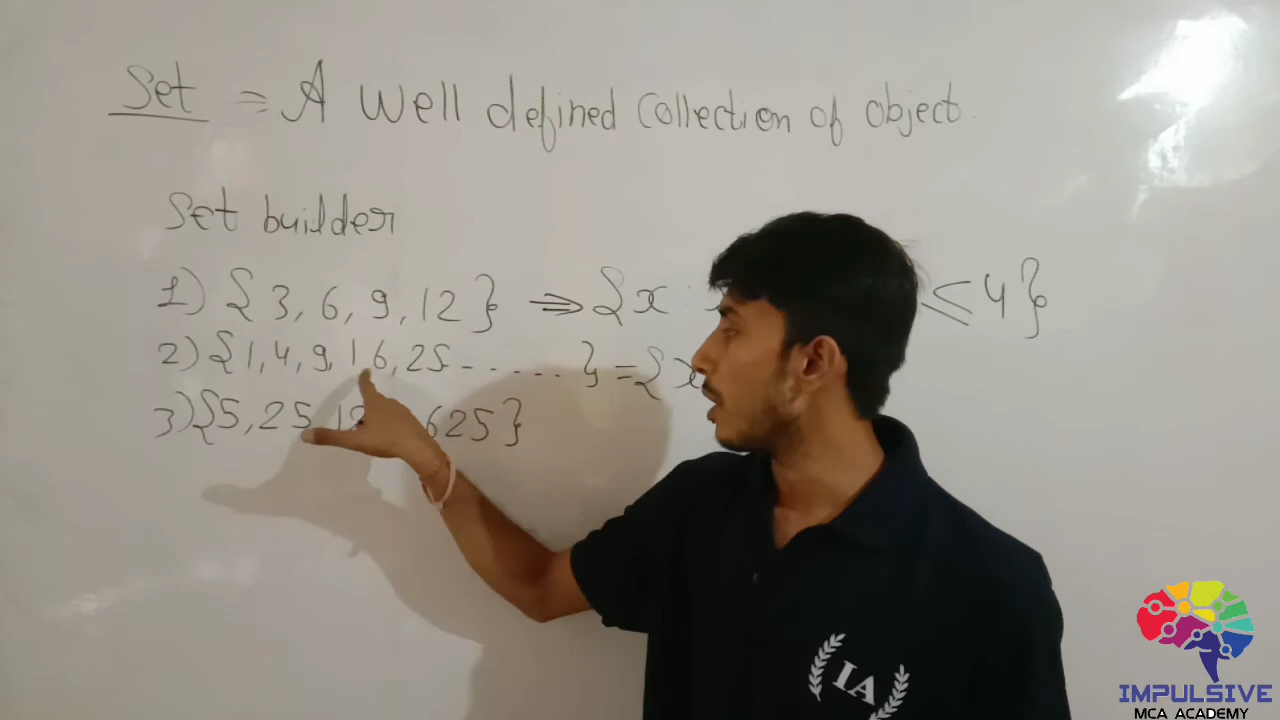 Set = A well defined collection of object.
Set builder
1) { 3, 6, 9, 12 } ⇒ { x : ≤ 4 }
2) { 1, 4, 9, 16, 25 - - - - - } = { x
3) { 5, 25, 625 }
IA
IMPULSIVE
MCA ACADEMY